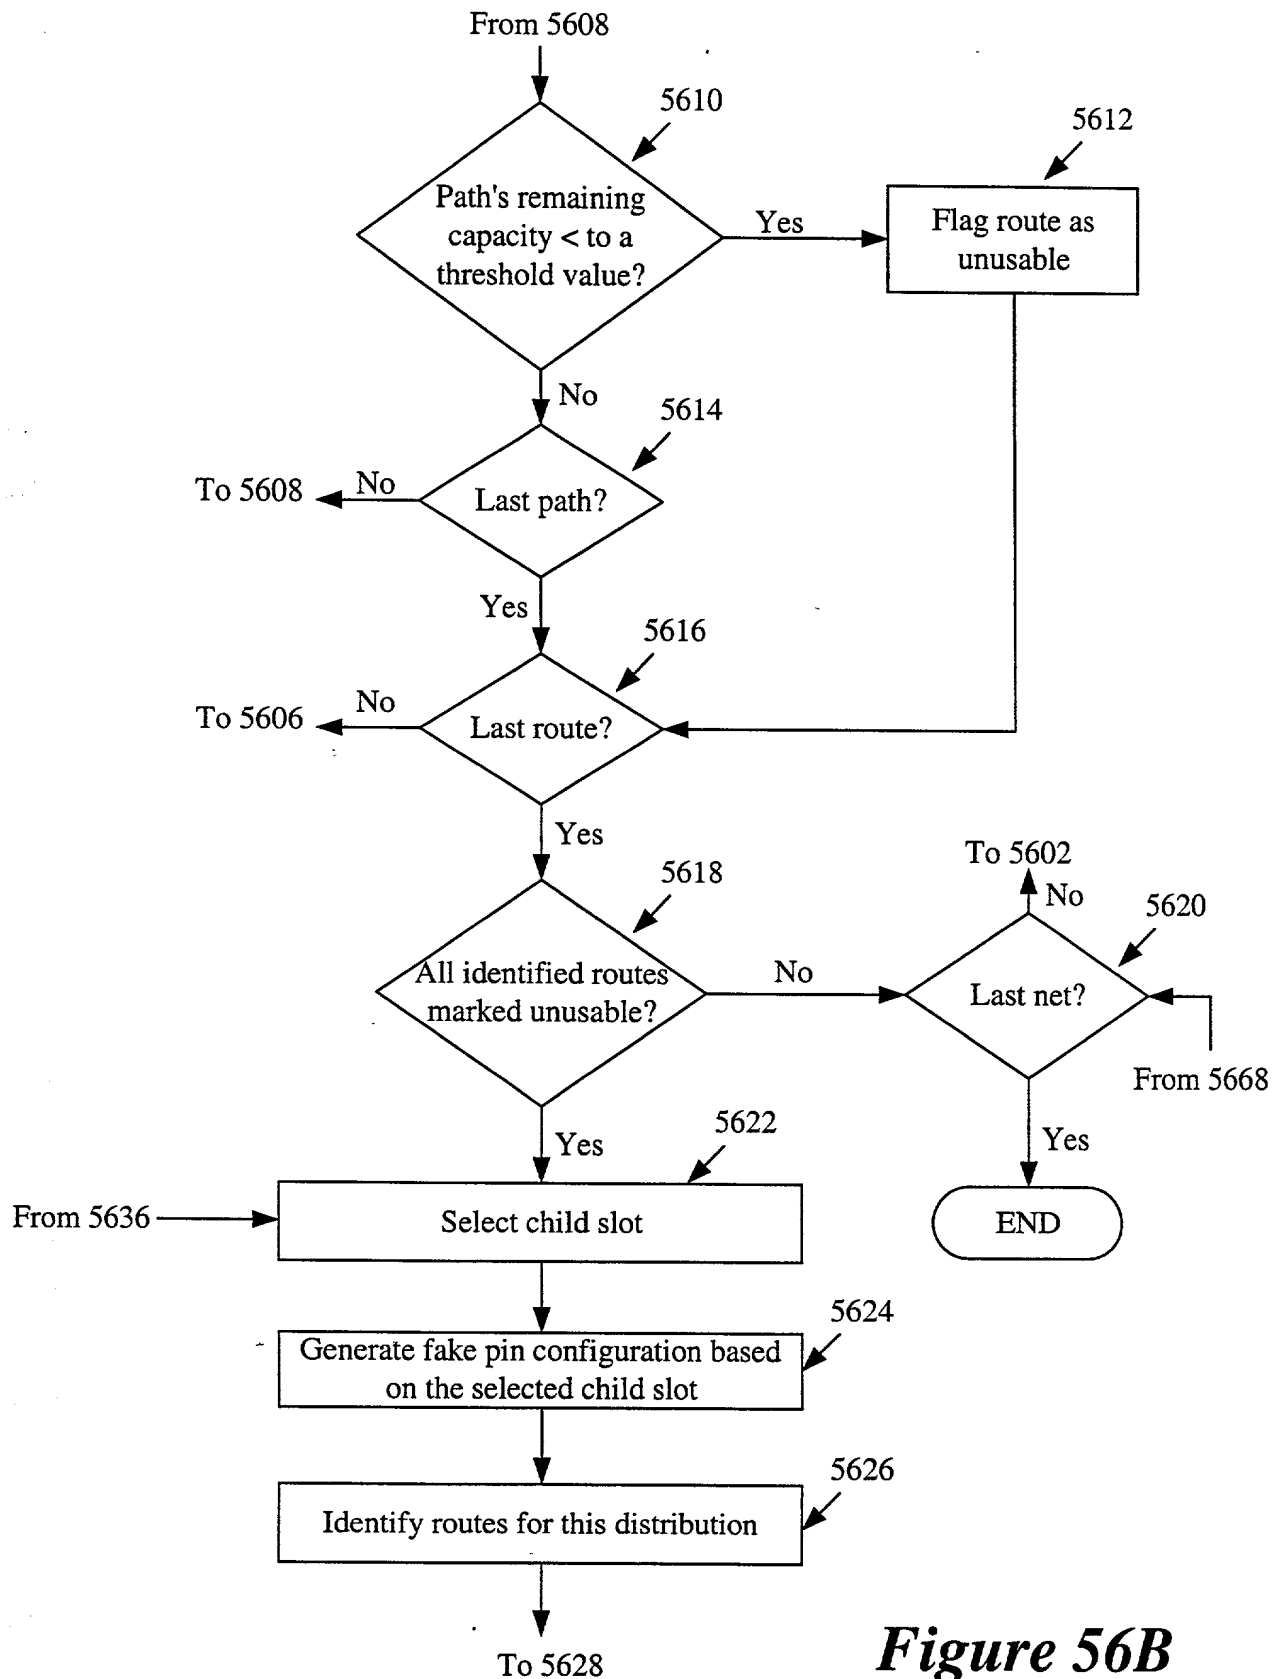 From 5608
5610
5612
Path's remaining
capacity < to a
threshold value?
Yes
Flag route as
unusable
No
5614
To 5608
No
Last path?
Yes
5616
To 5606
No
Last route?
Yes
5618
To 5602
No
5620
All identified routes
marked unusable?
No
Last net?
From 5668
Yes
5622
Yes
From 5636
Select child slot
END
5624
Generate fake pin configuration based
on the selected child slot
5626
Identify routes for this distribution
To 5628
Figure 56B